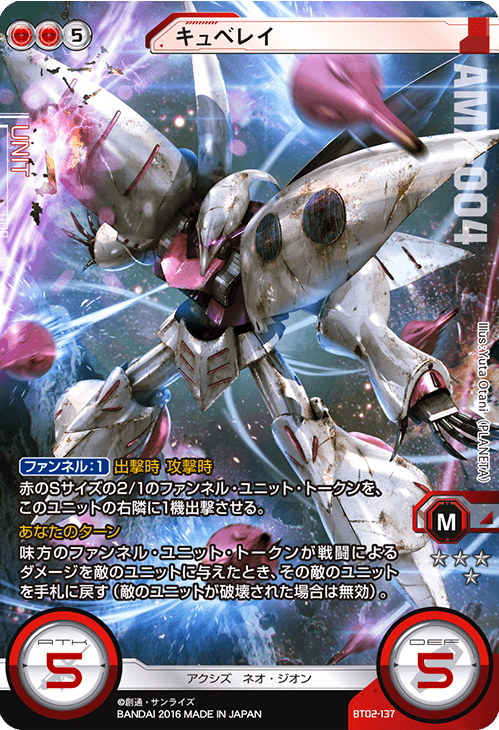 5
キュベレイ
UNIT
AMX-004
Illus：Yuta Otani (PLANETA)
ファンネル：1 出撃時 攻撃時
赤のSサイズの2/1のファンネル・ユニット・トークンを、
このユニットの右隣に1機出撃させる。
あなたのターン
味方のファンネル・ユニット・トークンが戦闘による
ダメージを敵のユニットに与えたとき、その敵のユニット
を手札に戻す（敵のユニットが破壊された場合は無効）。
M
ATK
5
DEF
5
アクシズ ネオ・ジオン
©創通・サンライズ
BANDAI 2016 MADE IN JAPAN
BT02-137